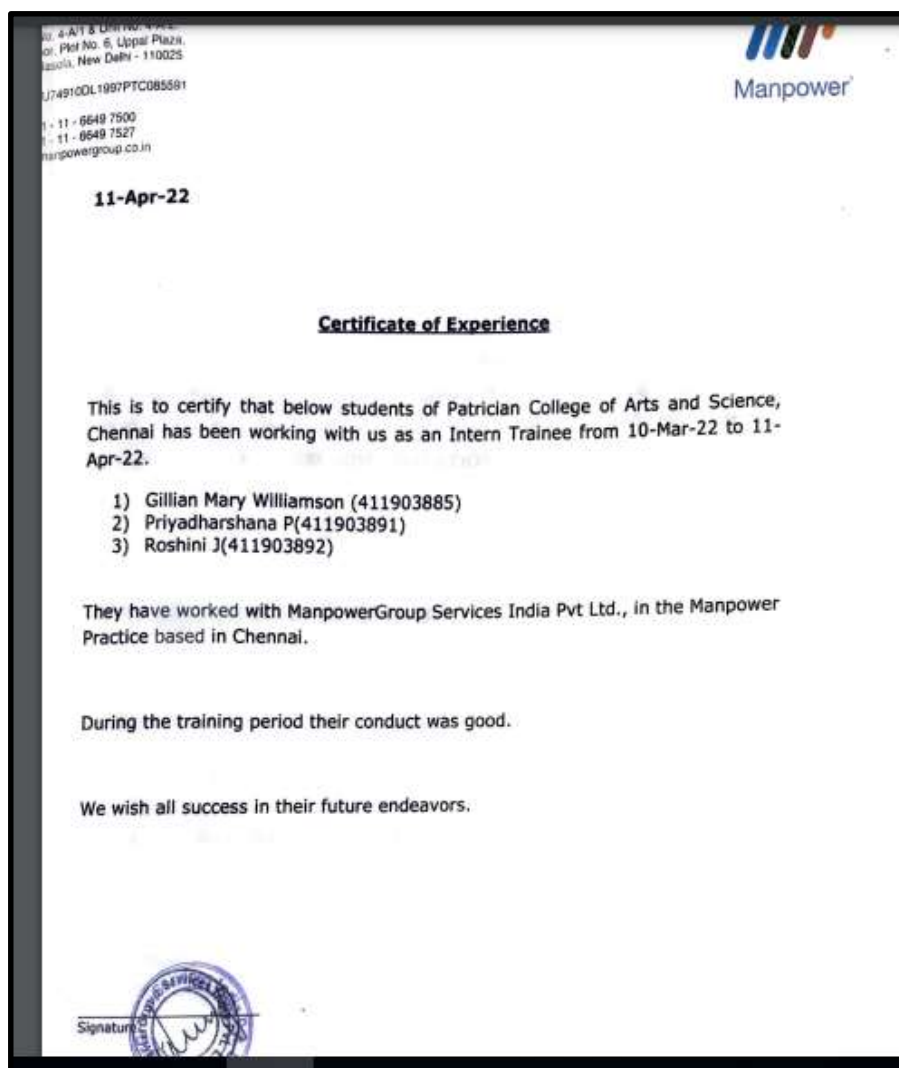 4-A/1 & Unit No.
Plot No. 6, Uppal Plaza,
New Delhi - 110025
U74910DL1997PTC085591
- 11 - 6649 7500
- 11 - 6649 7527
manpowergroup.co.in
Manpower
11-Apr-22
Certificate of Experience
This is to certify that below students of Patrician College of Arts and Science,
Chennai has been working with us as an Intern Trainee from 10-Mar-22 to 11-
Apr-22.
1) Gillian Mary Williamson (411903885)
2) Priyadharshana P(411903891)
3) Roshini J(411903892)
They have worked with ManpowerGroup Services India Pvt Ltd., in the Manpower
Practice based in Chennai.
During the training period their conduct was good.
We wish all success in their future endeavors.
Signature